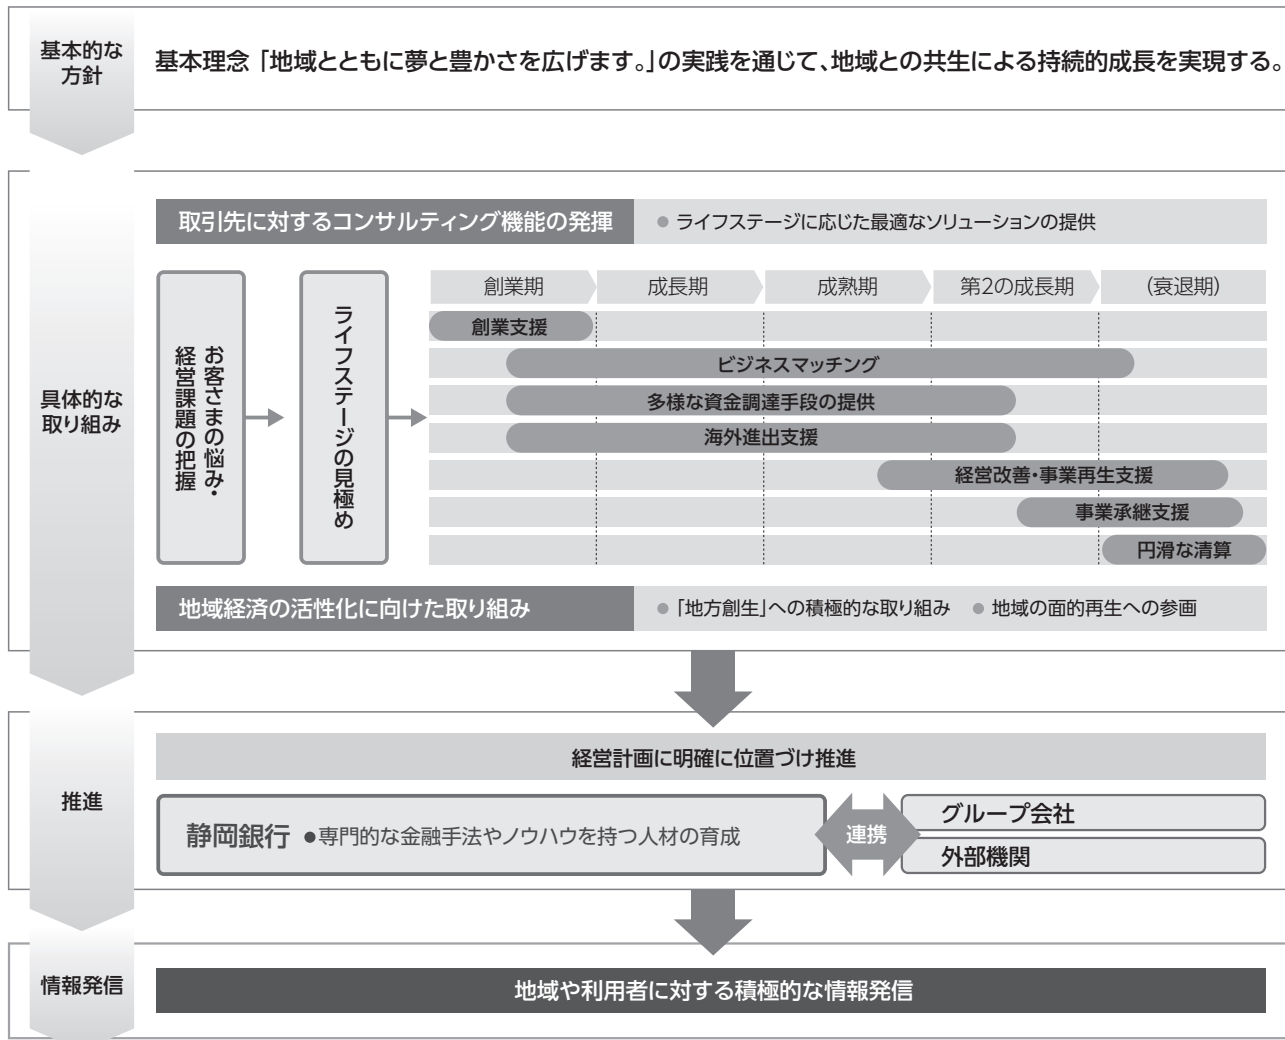 基本的な
方針
基本理念「地域とともに夢と豊かさを広げます。」の実践を通じて、地域との共生による持続的成長を実現する。
具体的な
取り組み
取引先に対するコンサルティング機能の発揮
● ライフステージに応じた最適なソリューションの提供
お客さまの悩み・
経営課題の把握
ライフステージの見極め
創業期
成長期
成熟期
第2の成長期
(衰退期)
創業支援
ビジネスマッチング
多様な資金調達手段の提供
海外進出支援
経営改善・事業再生支援
事業承継支援
円滑な清算
地域経済の活性化に向けた取り組み
● 「地方創生」への積極的な取り組み ● 地域の面的再生への参画
推進
経営計画に明確に位置づけ推進
静岡銀行 ●専門的な金融手法やノウハウを持つ人材の育成
連携
グループ会社
外部機関
情報発信
地域や利用者に対する積極的な情報発信